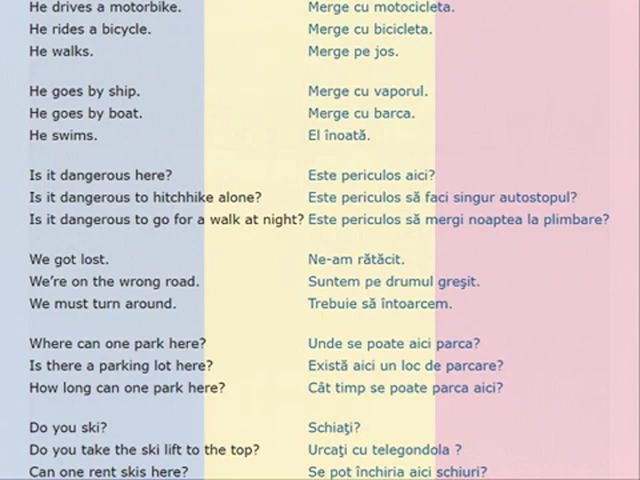 He drives a motorbike. Merge cu motocicleta.
He rides a bicycle. Merge cu bicicleta.
He walks. Merge pe jos.
He goes by ship. Merge cu vaporul.
He goes by boat. Merge cu barca.
He swims. El înoată.
Is it dangerous here? Este periculos aici?
Is it dangerous to hitchhike alone? Este periculos să faci singur autostopul?
Is it dangerous to go for a walk at night? Este periculos să mergi noaptea la plimbare?
We got lost. Ne-am rătăcit.
We’re on the wrong road. Suntem pe drumul greşit.
We must turn around. Trebuie să întoarcem.
Where can one park here? Unde se poate aici parca?
Is there a parking lot here? Există aici un loc de parcare?
How long can one park here? Cât timp se poate parca aici?
Do you ski? Schiaţi?
Do you take the ski lift to the top? Urcaţi cu telegondola ?
Can one rent skis here? Se pot închiria aici schiuri?